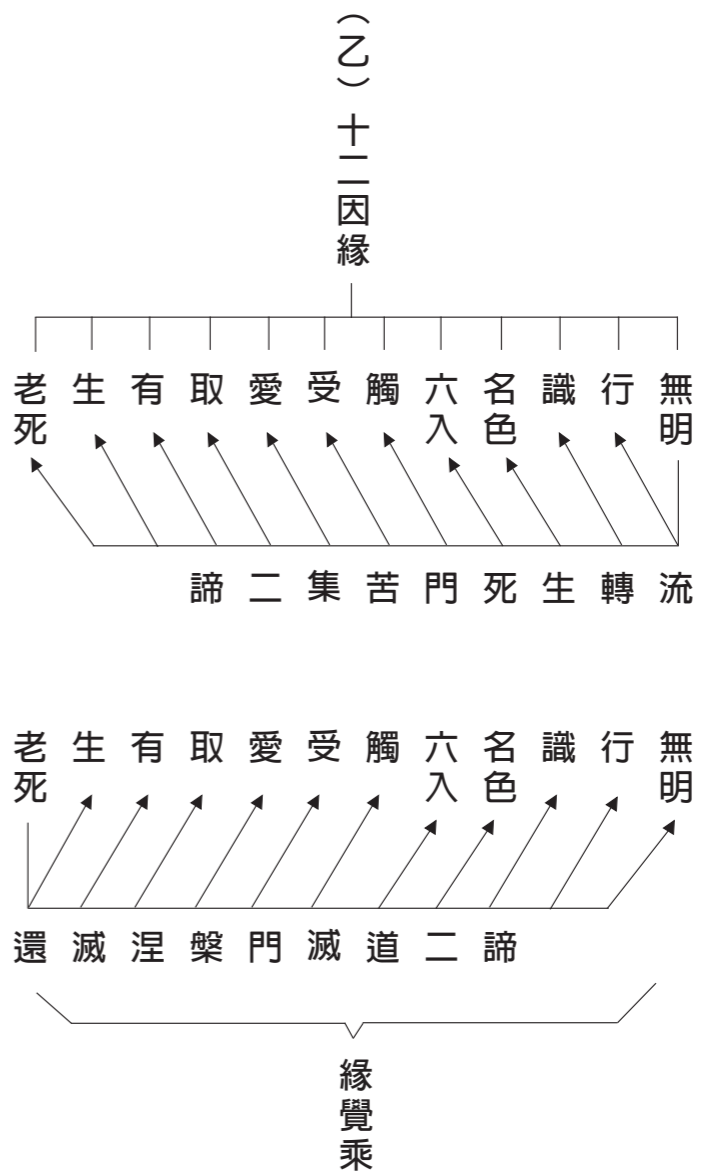 （乙）十二因緣
無明
行
識
名色
六入
觸
受
愛
取
有
生
老死
流轉生死門苦集二諦
無明
行
識
名色
六入
觸
受
愛
取
有
生
老死
還滅涅槃門滅道二諦
緣覺乘